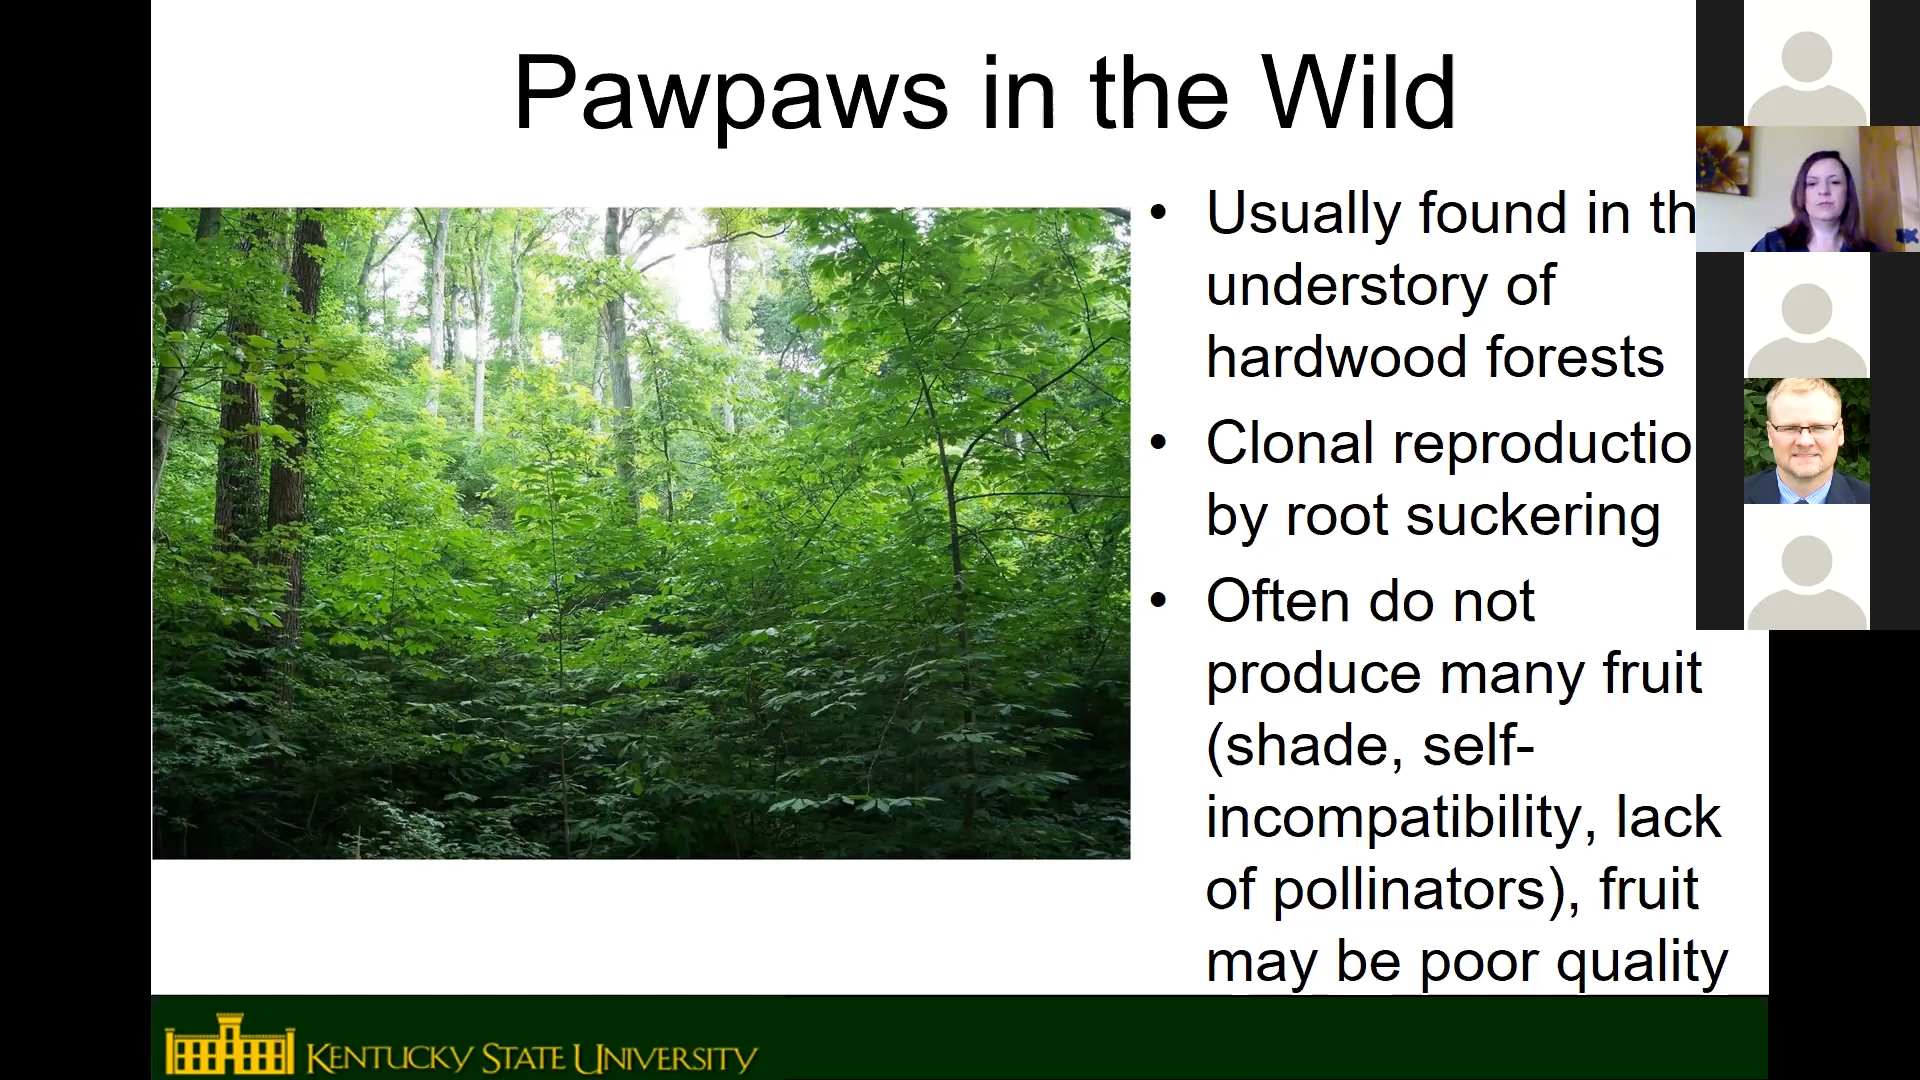 Pawpaws in the Wild
• Usually found in th
understory of
hardwood forests
• Clonal reproductio
by root suckering
• Often do not
produce many fruit
(shade, self-
incompatibility, lack
of pollinators), fruit
may be poor quality
KENTUCKY STATE UNIVERSITY